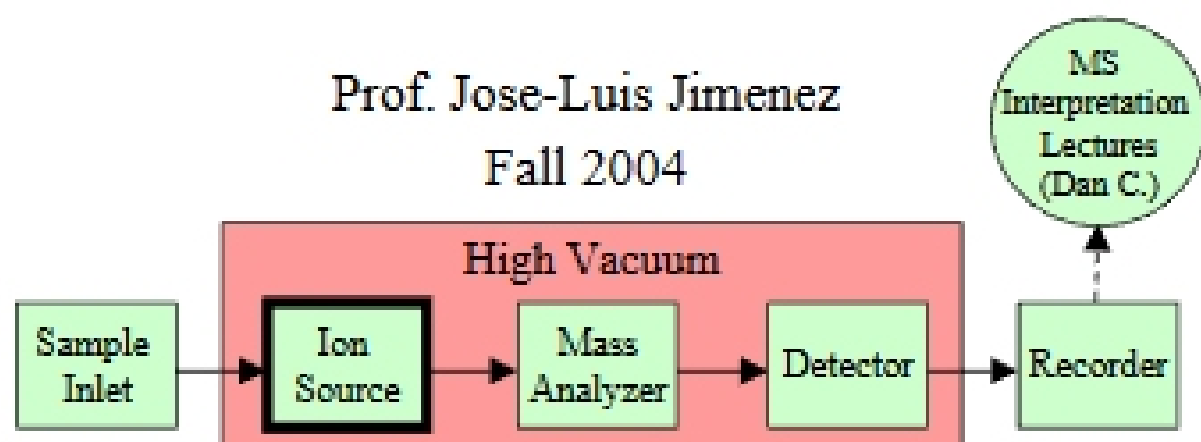 Prof. Jose-Luis Jimenez
Fall 2004
MS
Interpretation
Lectures
(Dan C.)
High Vacuum
Sample
Inlet
Ion
Source
Mass
Analyzer
Detector
Recorder